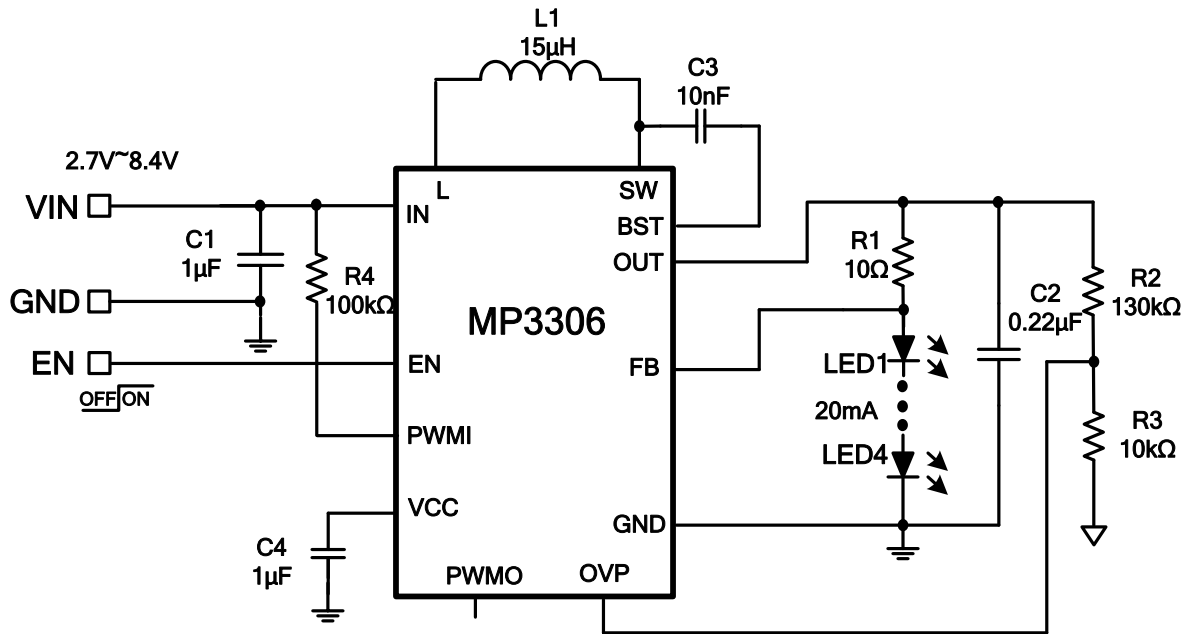 L1
15µH
C3
10nF
2.7V~8.4V
VIN
C1
1µF
R4
100kΩ
GND
EN
OFF ON
L
SW
IN
BST
OUT
MP3306
EN
FB
PWMI
VCC
GND
PWMO
OVP
C4
1µF
R1
10Ω
LED1
20mA
LED4
C2
0.22µF
R2
130kΩ
R3
10kΩ